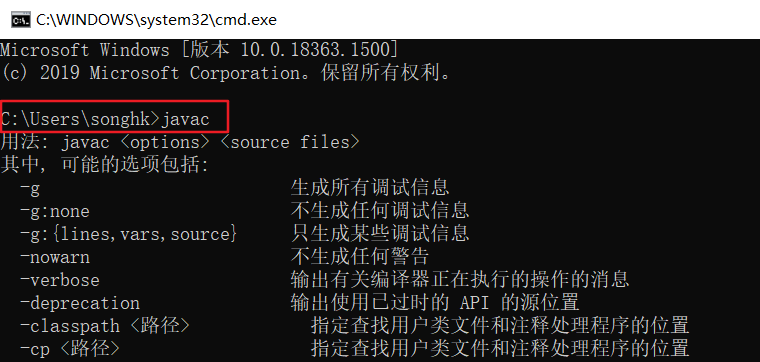 C:\WINDOWS\system32\cmd.exe
Microsoft Windows [版本 10.0.18363.1500]
(c) 2019 Microsoft Corporation。保留所有权利。
C:\Users\songhk>javac
用法: javac <options> <source files>
其中, 可能的选项包括:
-g 生成所有调试信息
-g:none 不生成任何调试信息
-g:{lines,vars,source} 只生成某些调试信息
-nowarn 不生成任何警告
-verbose 输出有关编译器正在执行的操作的消息
-deprecation 输出使用已过时的 API 的源位置
-classpath <路径> 指定查找用户类文件和注释处理程序的位置
-cp <路径> 指定查找用户类文件和注释处理程序的位置